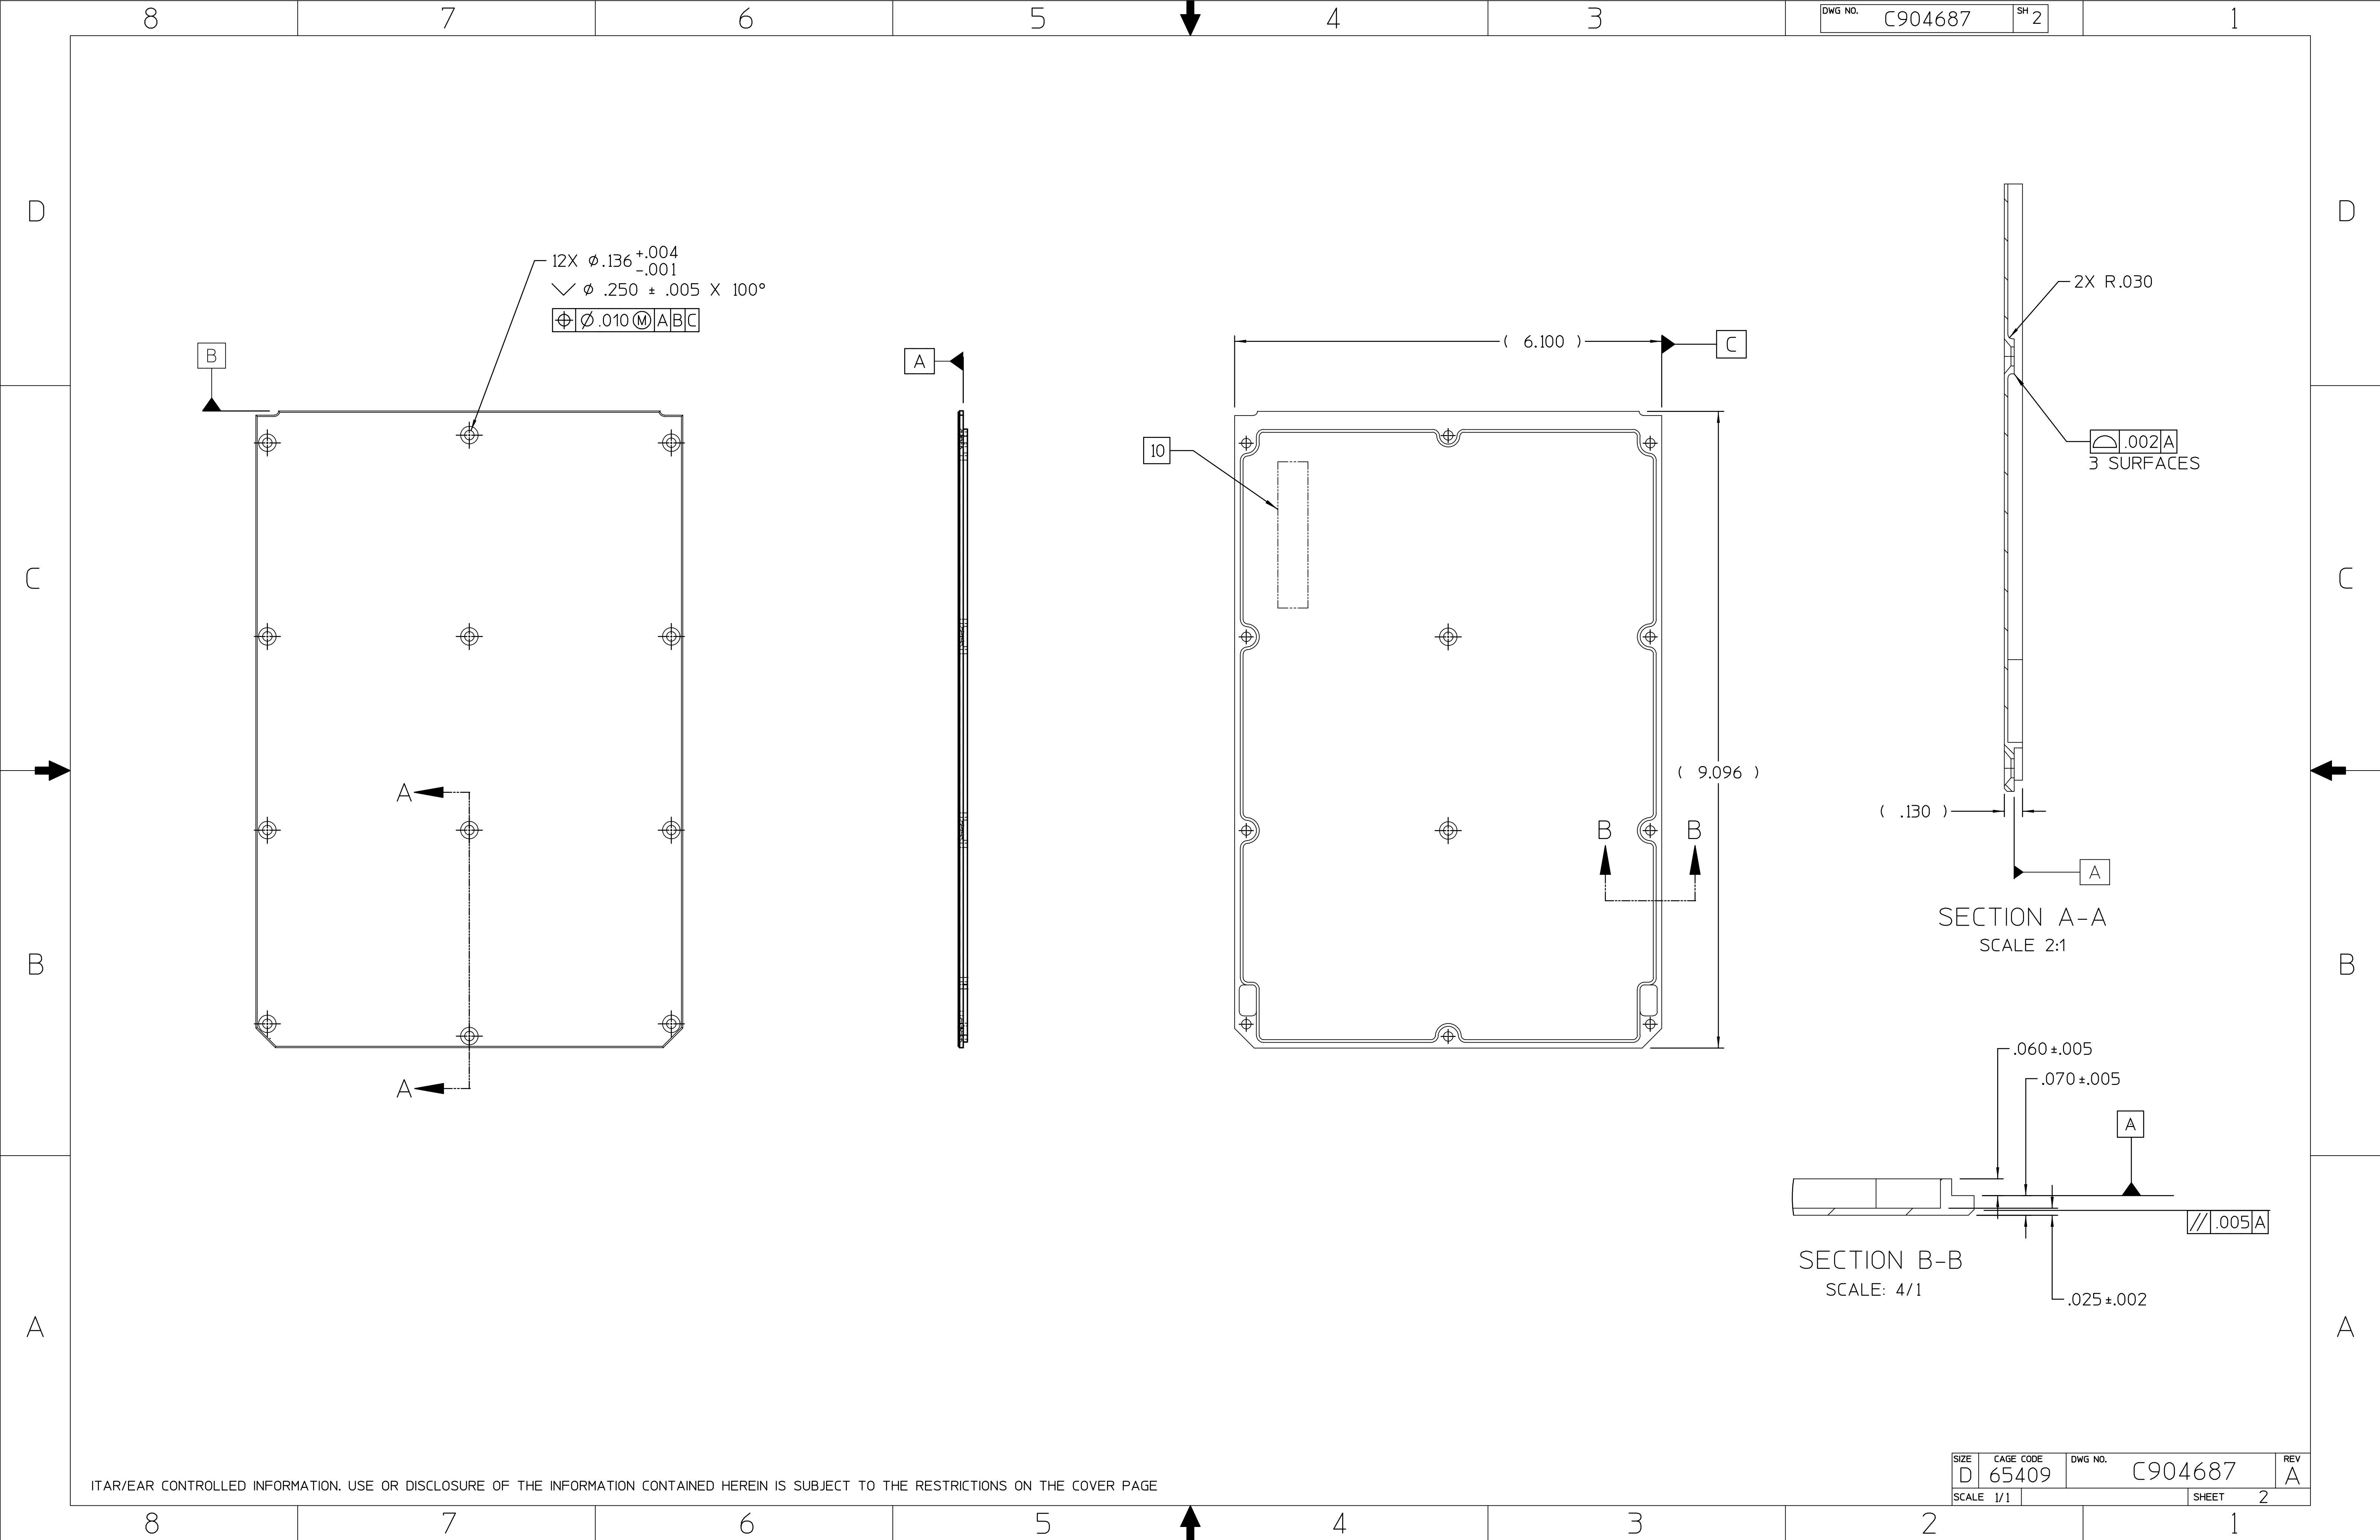 8 7 6 5 4 3 1
DWG NO. C904687 SH 2
D D
12X ⌀.136 +.004 -.001
⌵ ⌀ .250 ± .005 X 100°
⌖ ⌀.010 Ⓜ A B C
B
A
( 6.100 ) C
2X R.030
⌓ .002 A
3 SURFACES
10
C C
A
( 9.096 )
B B
( .130 )
A
A
SECTION A-A
SCALE 2:1
B B
.060±.005
.070±.005
A
// .005 A
SECTION B-B
SCALE: 4/1
.025±.002
A A
ITAR/EAR CONTROLLED INFORMATION. USE OR DISCLOSURE OF THE INFORMATION CONTAINED HEREIN IS SUBJECT TO THE RESTRICTIONS ON THE COVER PAGE
SIZE D CAGE CODE 65409 DWG NO. C904687 REV A
SCALE 1/1 SHEET 2
8 7 6 5 4 3 2 1